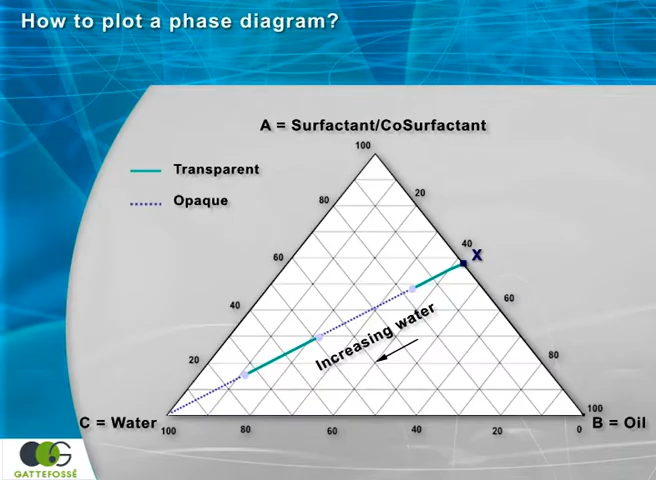 How to plot a phase diagram?
A = Surfactant/CoSurfactant
100
Transparent
Opaque
80
20
40
X
60
60
40
Increasing water
20
80
C = Water
100
B = Oil
100
80
60
40
20
0
GATTEFOSSÉ